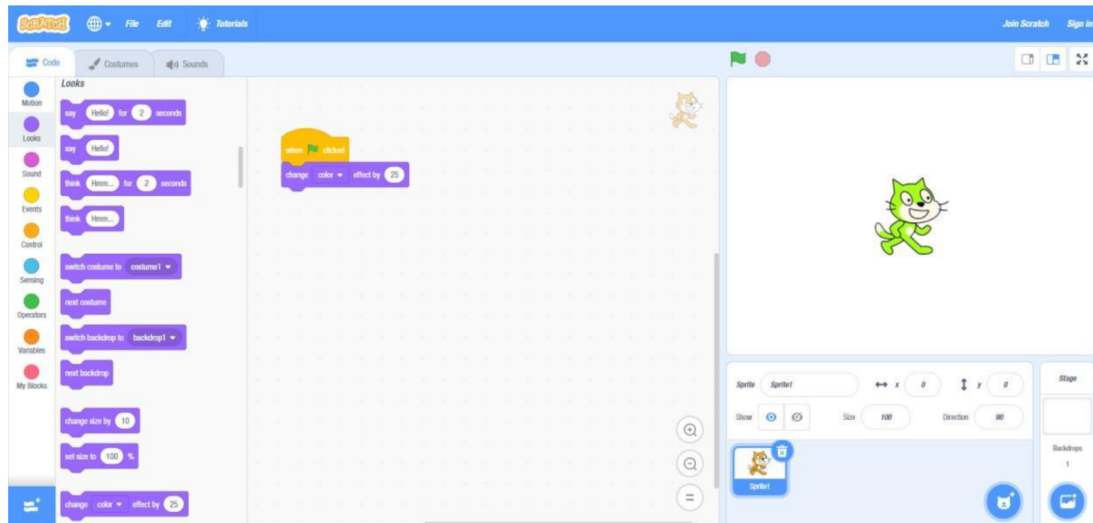 SCRATCH File Edit Tutorials Join Scratch Sign in
Code Costumes Sounds
Motion
Looks
Sound
Events
Control
Sensing
Operators
Variables
My Blocks
Looks
say Hello! for 2 seconds
say Hello!
think Hmm... for 2 seconds
think Hmm...
switch costume to costume1
next costume
switch backdrop to backdrop1
next backdrop
change size by 10
set size to 100 %
change color effect by 25
when clicked
change color effect by 25
Sprite Sprite1 x 0 y 0
Show Size 100 Direction 90
Sprite1
Stage
Backdrops
1